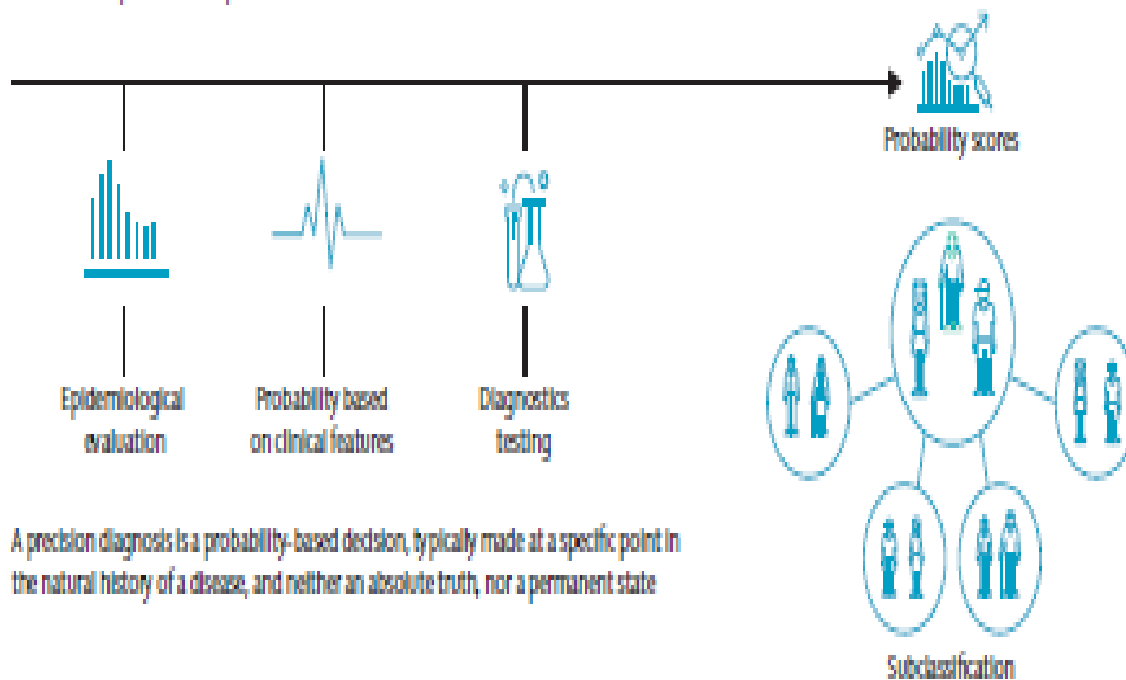 Probability scores
Epidemiological
evaluation
Probability based
on clinical features
Diagnostics
testing
A precision diagnosis is a probability-based decision, typically made at a specific point in
the natural history of a disease, and neither an absolute truth, nor a permanent state
Subclassification